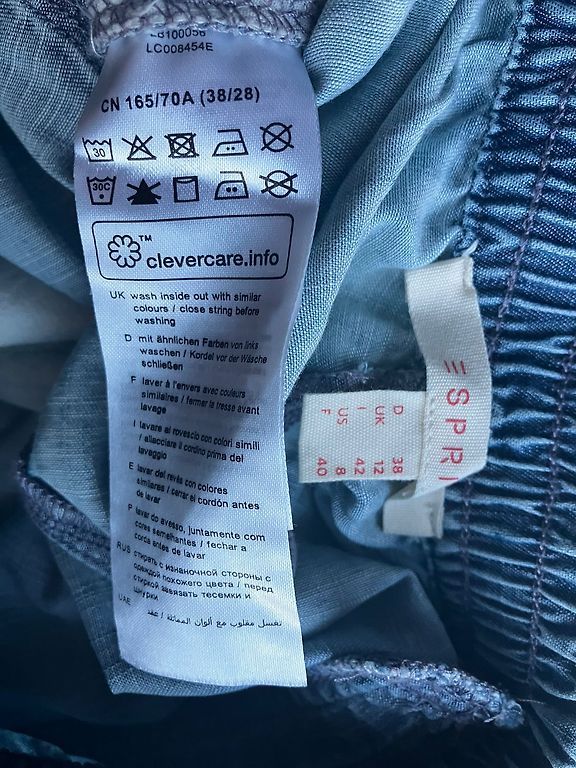 LC008454E
CN 165/70A (38/28)
30
30C
TM
clevercare.info
UK wash inside out with similar
colours / close string before
washing
D mit ähnlichen Farben von links
waschen / Kordel vor der Wäsche
schließen
F laver à l'envers avec couleurs
similaires / fermer la tresse avant
lavage
I lavare al rovescio con colori simili
/ allacciare il cordino prima del
lavaggio
E lavar del revés con colores
similares / cerrar el cordón antes
de lavar
P lavar do avesso, juntamente com
cores semelhantes / fechar a
corda antes de lavar
RUS стирать с изнаночной стороны с
одеждой похожего цвета / перед
стиркой завязать тесемки и
шнурки
UAE تغسل مقلوب مع ألوان المماثلة / عقد
ESPRI
D 38
UK 12
I 42
US 8
F 40